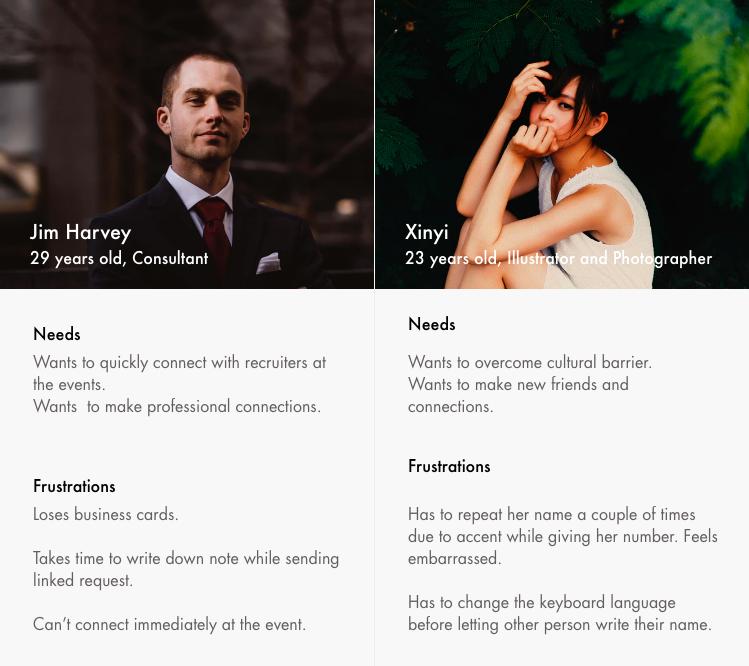 Jim Harvey
29 years old, Consultant
Needs
Wants to quickly connect with recruiters at
the events.
Wants  to make professional connections.
Frustrations
Loses business cards.
Takes time to write down note while sending
linked request.
Can't connect immediately at the event.
Xinyi
23 years old, Illustrator and Photographer
Needs
Wants to overcome cultural barrier.
Wants to make new friends and
connections.
Frustrations
Has to repeat her name a couple of times
due to accent while giving her number. Feels
embarrassed.
Has to change the keyboard language
before letting other person write their name.